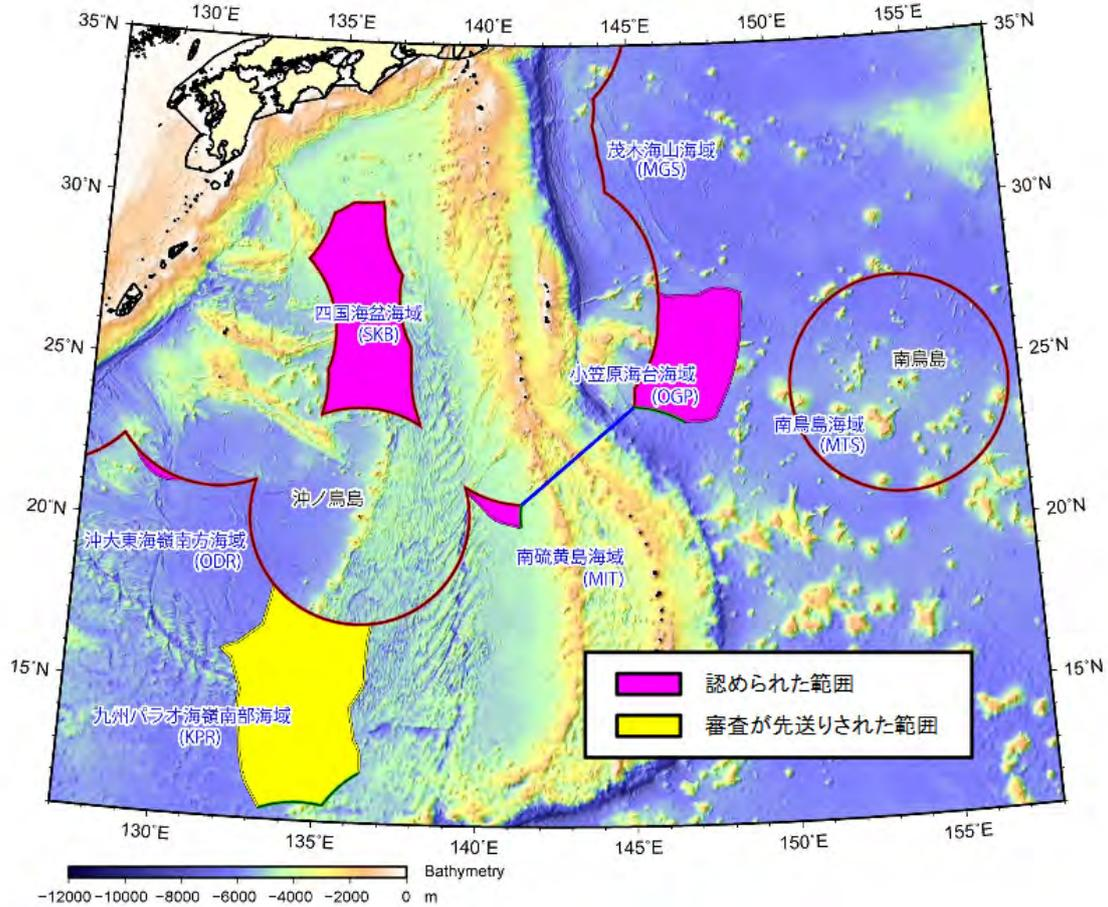 130°E
135°E
140°E
145°E
150°E
155°E
35°N
35°N
30°N
30°N
25°N
25°N
20°N
20°N
15°N
15°N
茂木海山海域
(MGS)
四国海盆海域
(SKB)
小笠原海台海域
(OGP)
南鳥島
南鳥島海域
(MTS)
沖ノ鳥島
沖大東海嶺南方海域
(ODR)
南硫黄島海域
(MIT)
九州パラオ海嶺南部海域
(KPR)
認められた範囲
審査が先送りされた範囲
130°E
135°E
140°E
145°E
150°E
155°E
Bathymetry
−12000 −10000 −8000 −6000 −4000 −2000 0 m